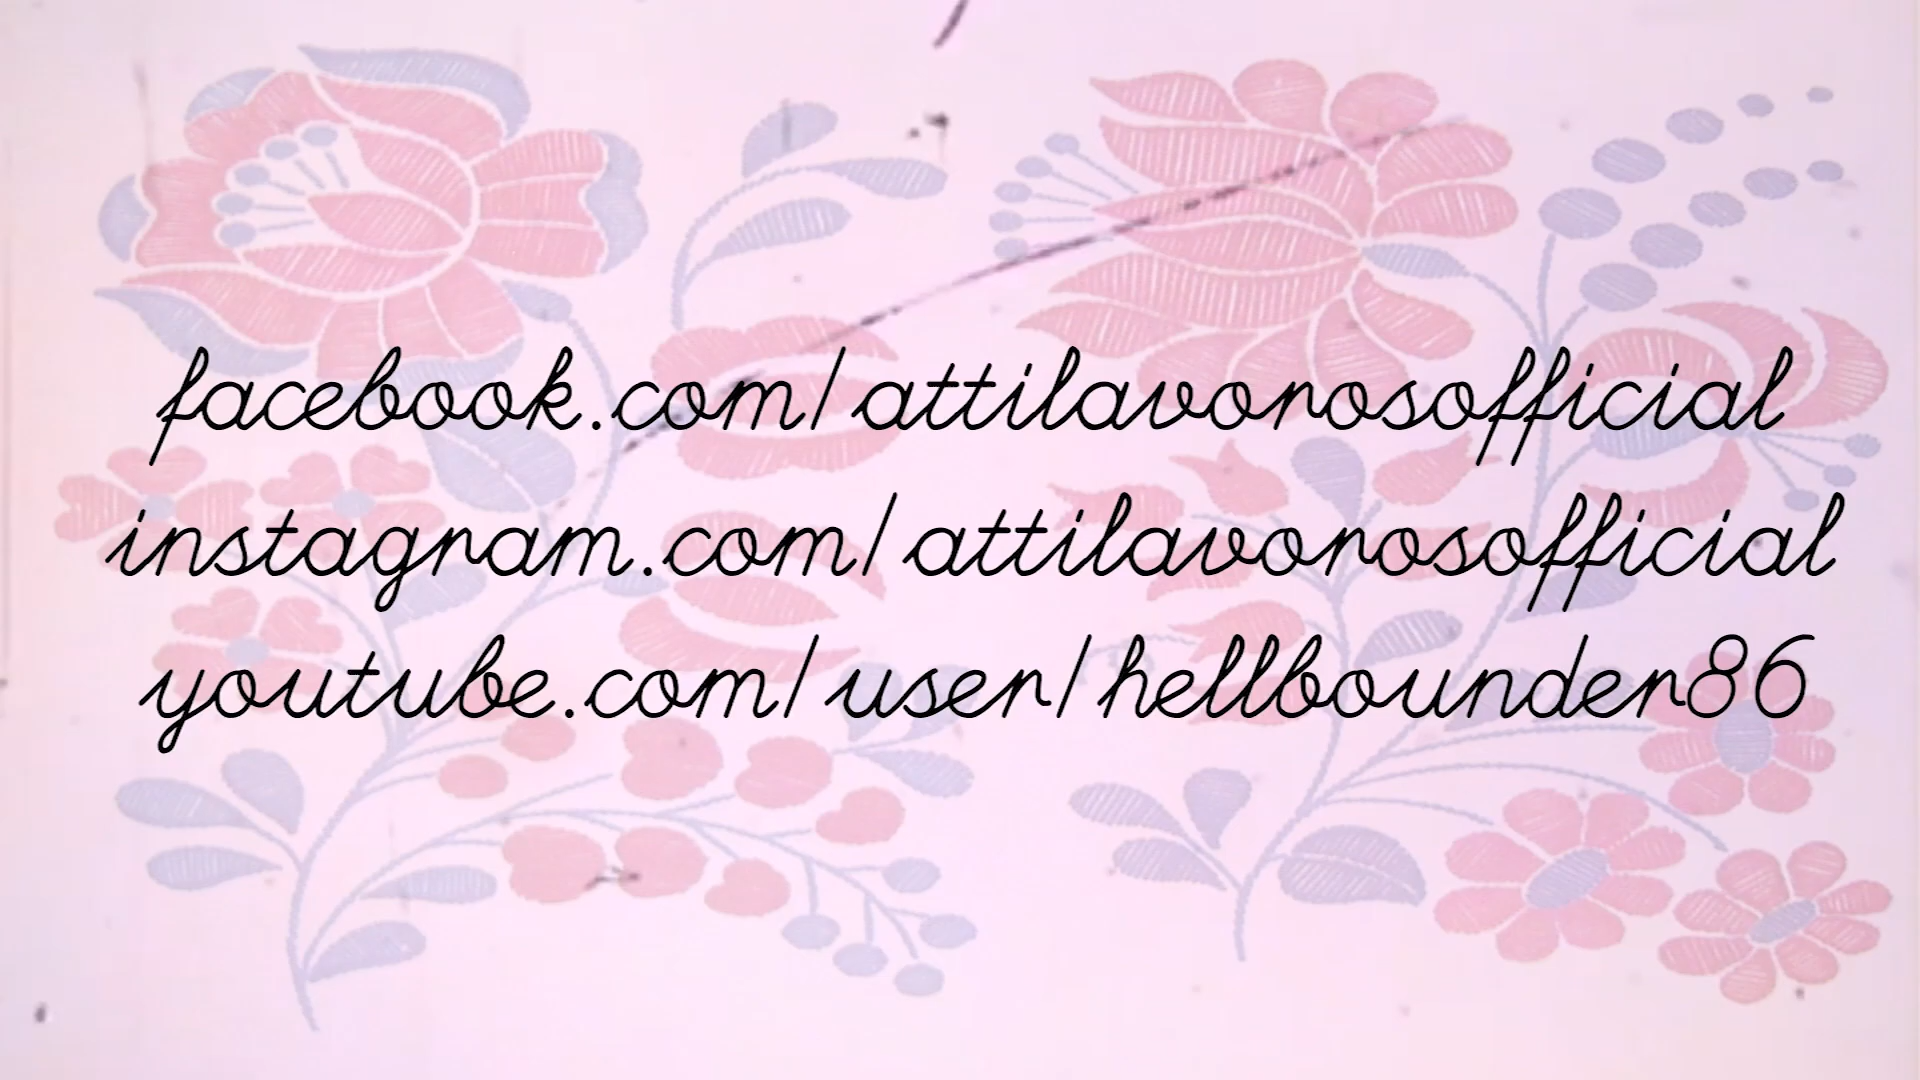 facebook.com/attilavorosofficial
instagram.com/attilavorosofficial
youtube.com/user/hellbounder86